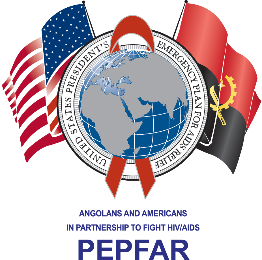 UNITED STATES PRESIDENT'S
EMERGENCY PLAN FOR AIDS RELIEF
ANGOLANS AND AMERICANS
IN PARTNERSHIP TO FIGHT HIV/AIDS
PEPFAR